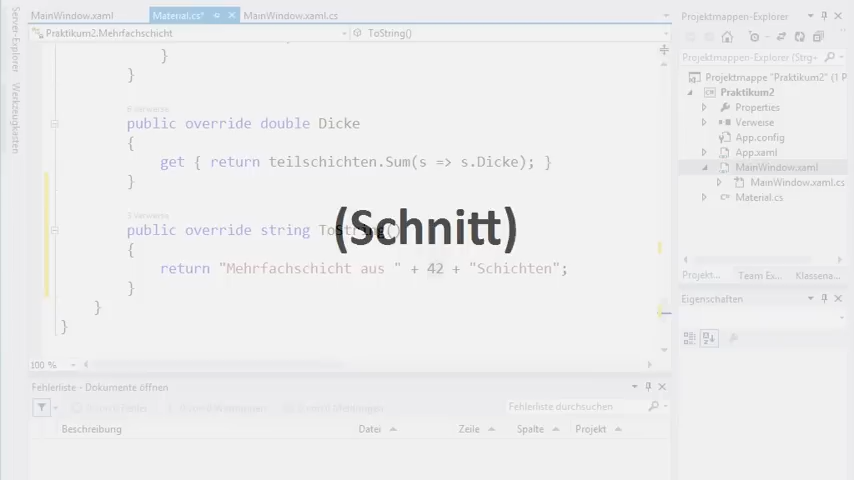 MainWindow.xaml
Material.cs*
MainWindow.xaml.cs
Praktikum2.Mehrfachschicht
ToString()
}
}
public override double Dicke
{
get { return teilschichten.Sum(s => s.Dicke); }
}
public override string ToString()
(Schnitt)
{
return "Mehrfachschicht aus " + 42 + "Schichten";
}
}
}
100 %
Fehlerliste - Dokumente öffnen
Fehlerliste durchsuchen
Beschreibung
Datei
Zeile
Spalte
Projekt
Server-Explorer
Werkzeugkasten
Projektmappen-Explorer
Projektmappen-Explorer (Strg+
Projektmappe "Praktikum2" (1 P
Praktikum2
Properties
Verweise
App.config
App.xaml
MainWindow.xaml
MainWindow.xaml.cs
Material.cs
Projekt...
Team Ex...
Klassena...
Eigenschaften